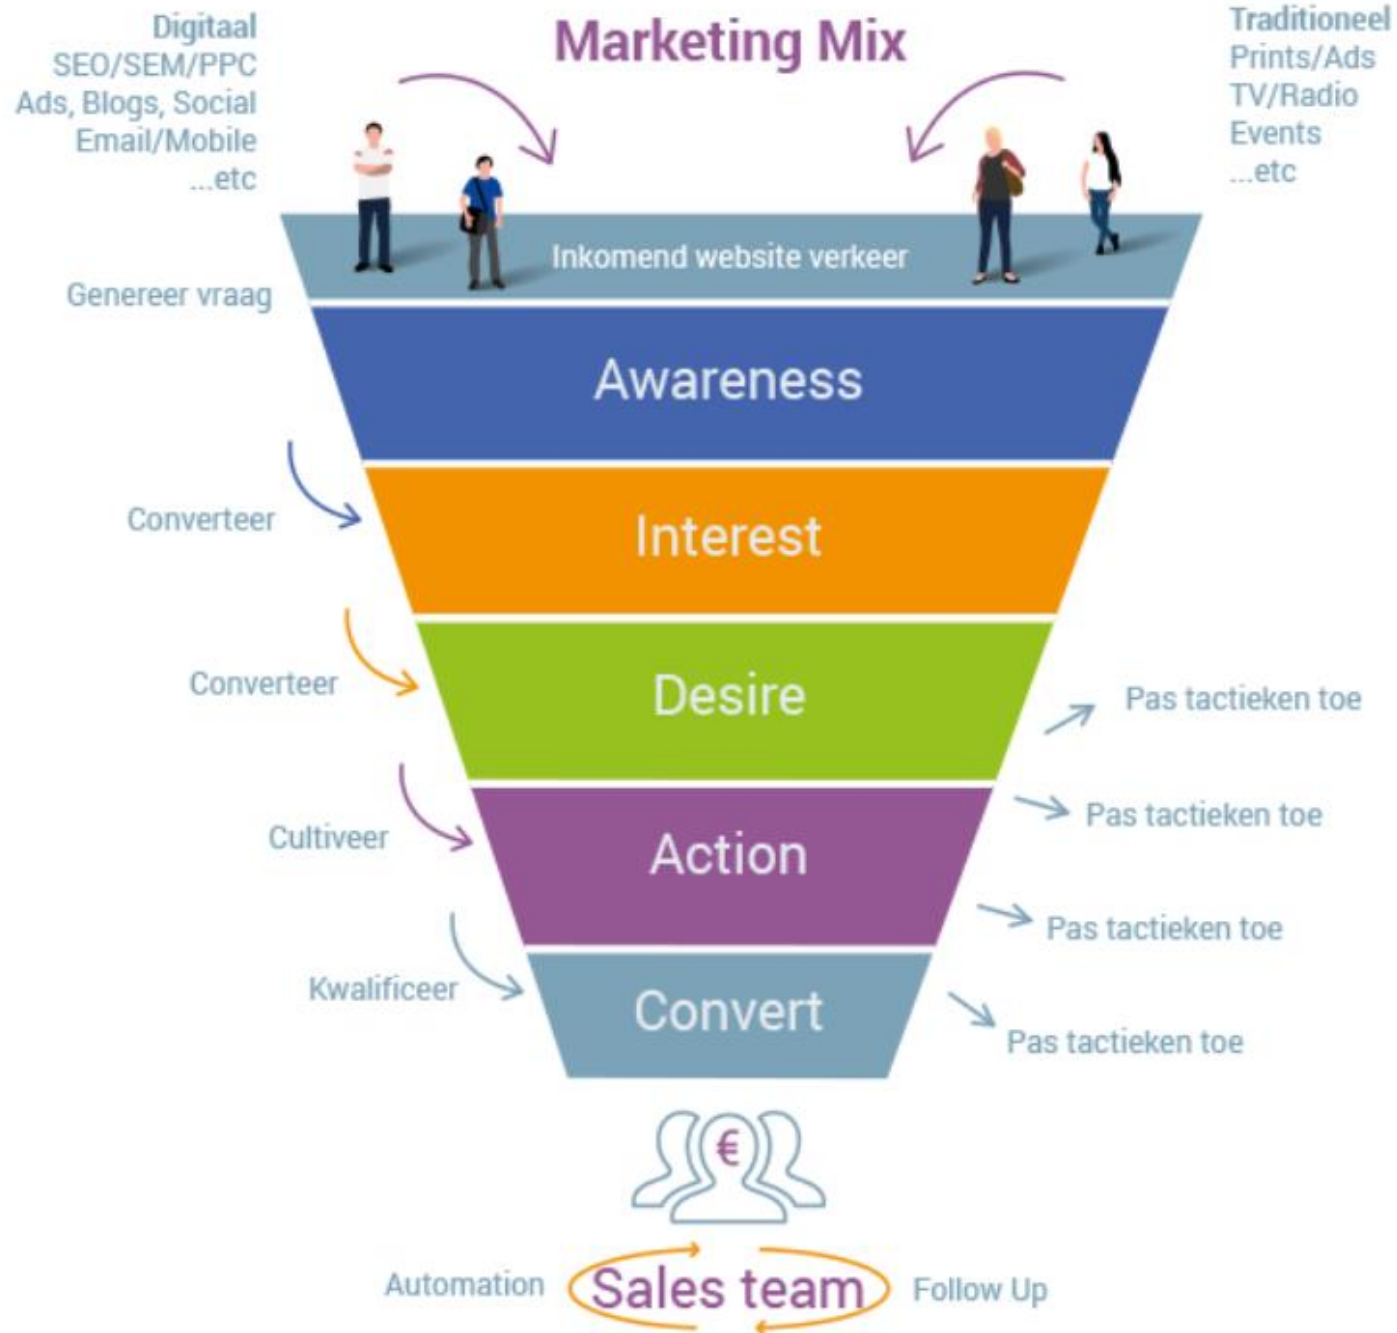 Marketing Mix
Digitaal
SEO/SEM/PPC
Ads, Blogs, Social
Email/Mobile
...etc
Traditioneel
Prints/Ads
TV/Radio
Events
...etc
Inkomend website verkeer
Genereer vraag
Awareness
Converteer
Interest
Converteer
Desire
Pas tactieken toe
Cultiveer
Action
Pas tactieken toe
Pas tactieken toe
Kwalificeer
Convert
Pas tactieken toe
€
Automation
Sales team
Follow Up